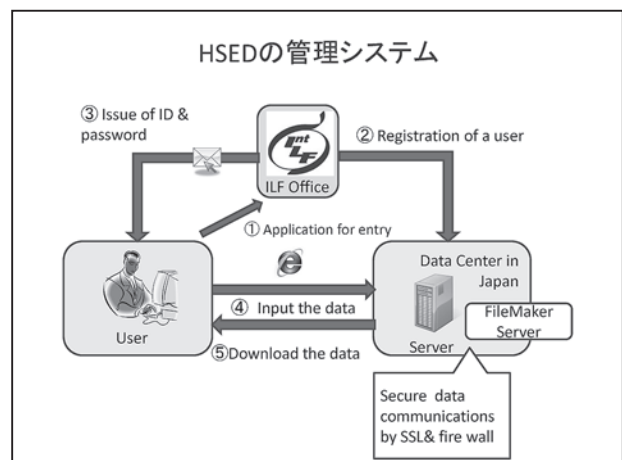 HSEDの管理システム
③ Issue of ID &
password
Int
ILF
ILF Office
② Registration of a user
① Application for entry
Data Center in
Japan
FileMaker
Server
Server
User
④ Input the data
⑤Download the data
Secure data
communications
by SSL& fire wall